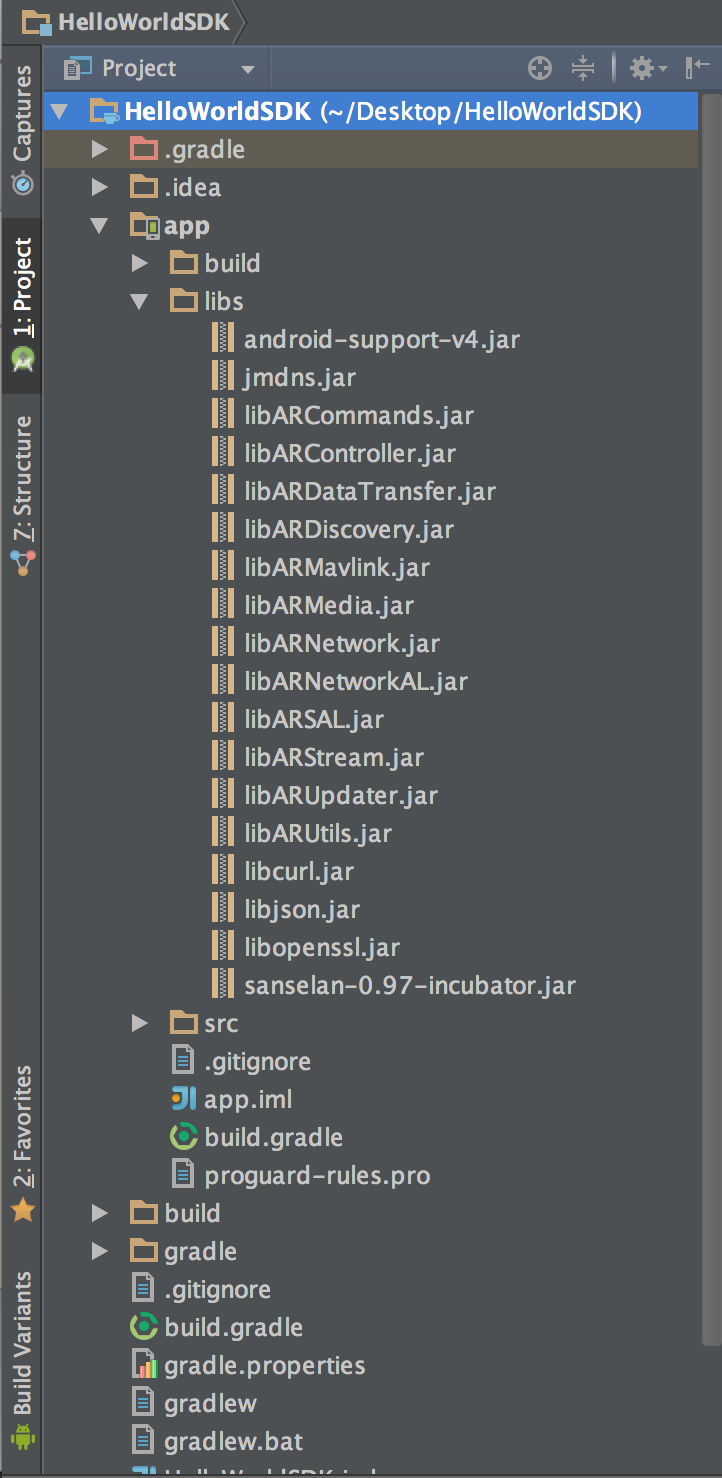 HelloWorldSDK
Project
Captures
1: Project
7: Structure
2: Favorites
Build Variants
HelloWorldSDK (~/Desktop/HelloWorldSDK)
.gradle
.idea
app
build
libs
android-support-v4.jar
jmdns.jar
libARCommands.jar
libARController.jar
libARDataTransfer.jar
libARDiscovery.jar
libARMavlink.jar
libARMedia.jar
libARNetwork.jar
libARNetworkAL.jar
libARSAL.jar
libARStream.jar
libARUpdater.jar
libARUtils.jar
libcurl.jar
libjson.jar
libopenssl.jar
sanselan-0.97-incubator.jar
src
.gitignore
app.iml
build.gradle
proguard-rules.pro
build
gradle
.gitignore
build.gradle
gradle.properties
gradlew
gradlew.bat